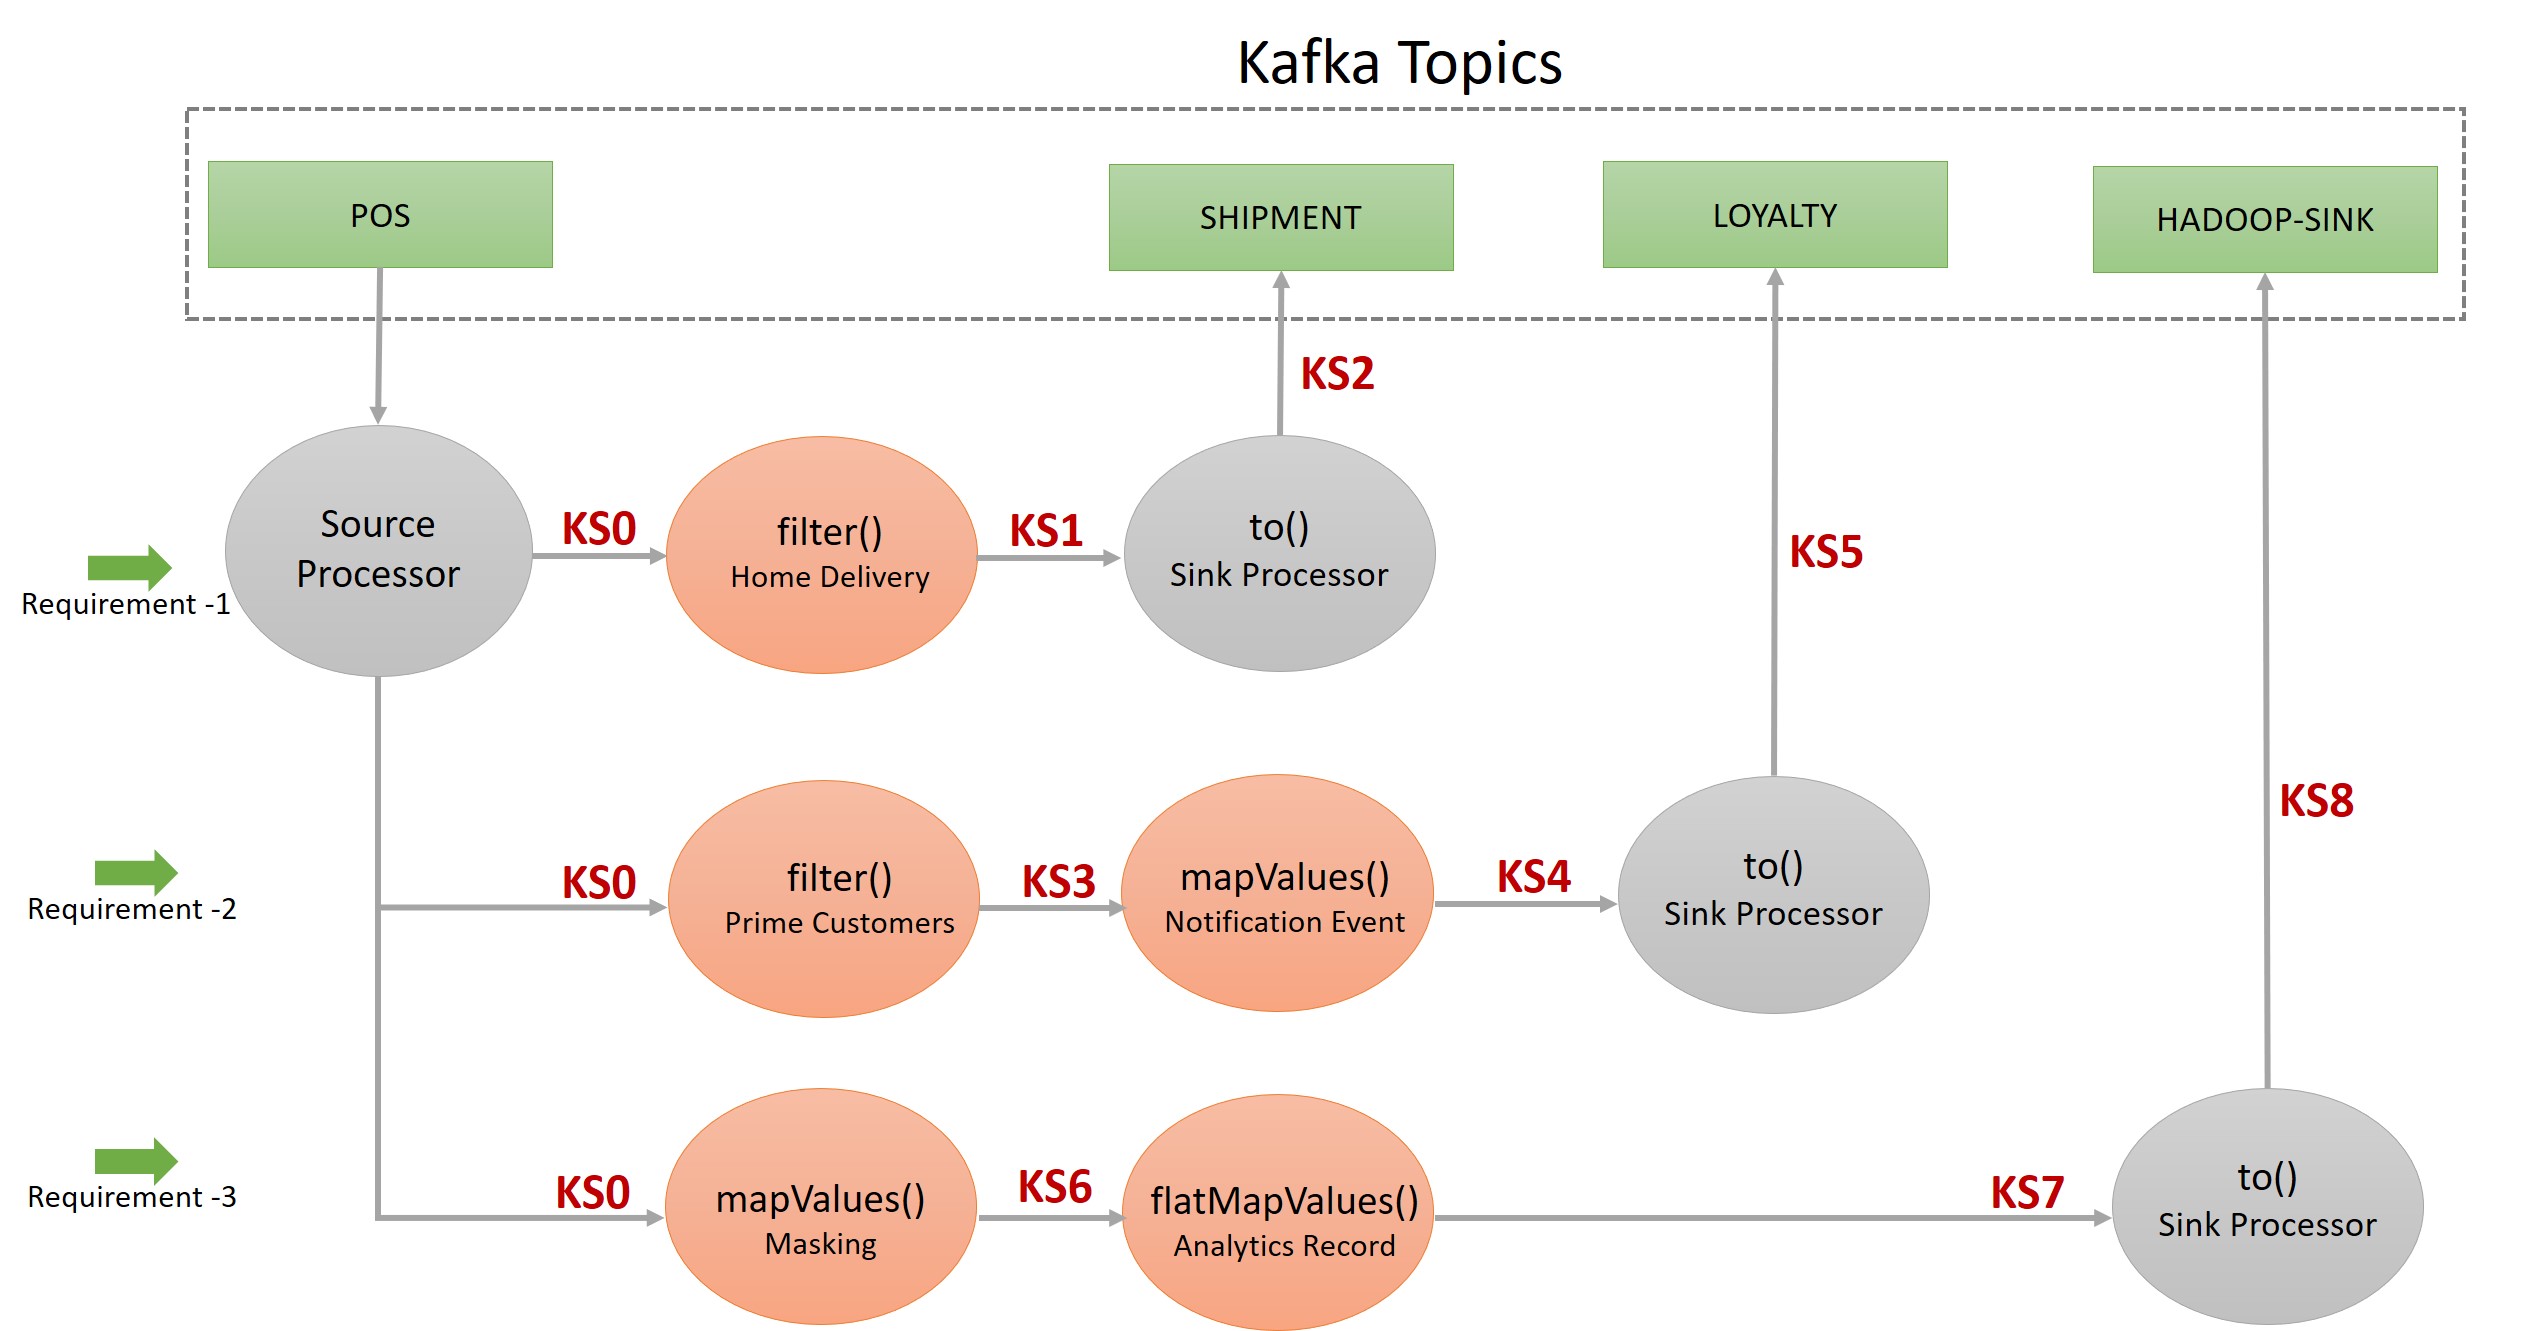 Kafka Topics
POS
SHIPMENT
LOYALTY
HADOOP-SINK
KS2
Requirement -1
Source
Processor
KS0
filter()
Home Delivery
KS1
to()
Sink Processor
KS5
KS8
Requirement -2
KS0
filter()
Prime Customers
KS3
mapValues()
Notification Event
KS4
to()
Sink Processor
Requirement -3
KS0
mapValues()
Masking
KS6
flatMapValues()
Analytics Record
KS7
to()
Sink Processor